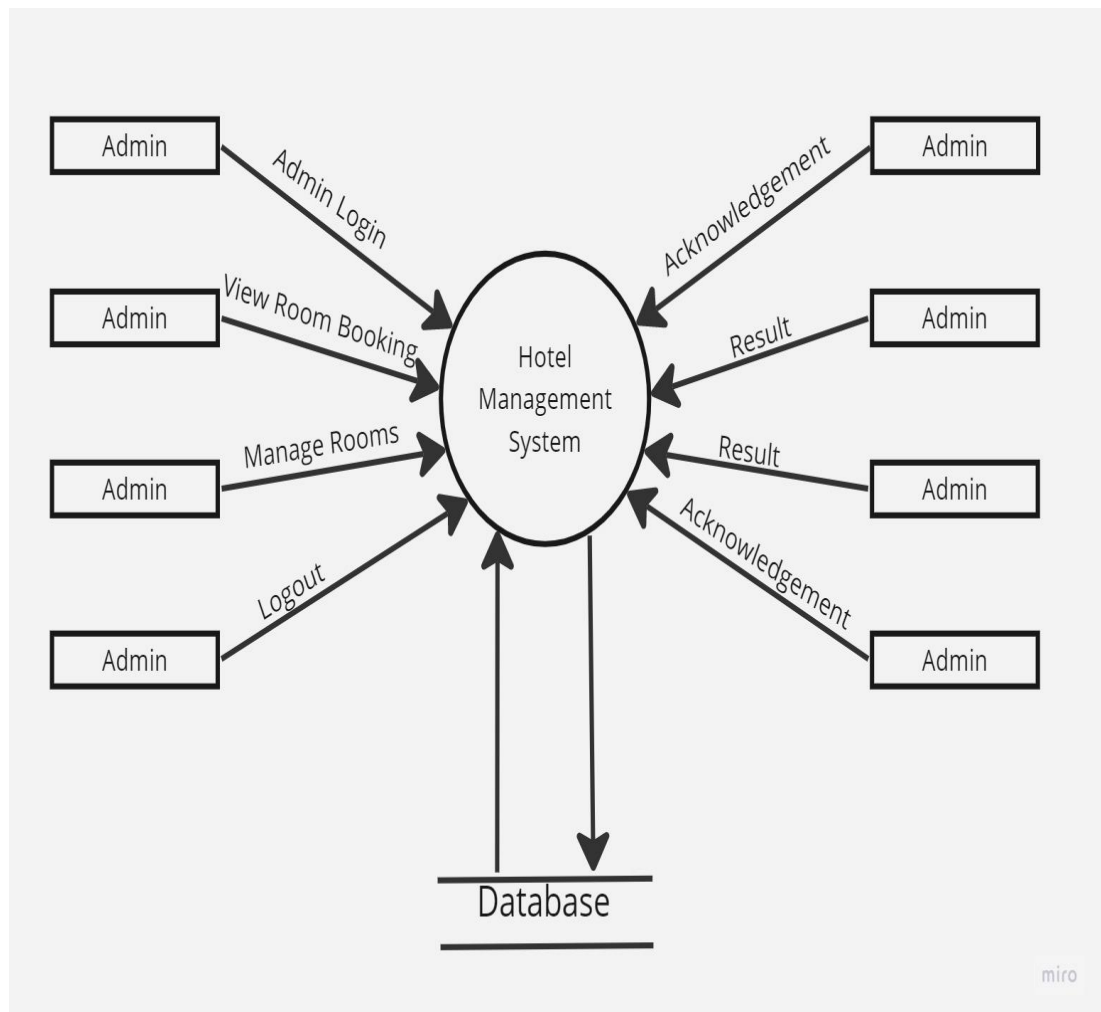 Admin
Admin Login
Admin
View Room Booking
Admin
Manage Rooms
Admin
Logout
Hotel
Management
System
Admin
Acknowledgement
Admin
Result
Admin
Result
Admin
Acknowledgement
Database
miro